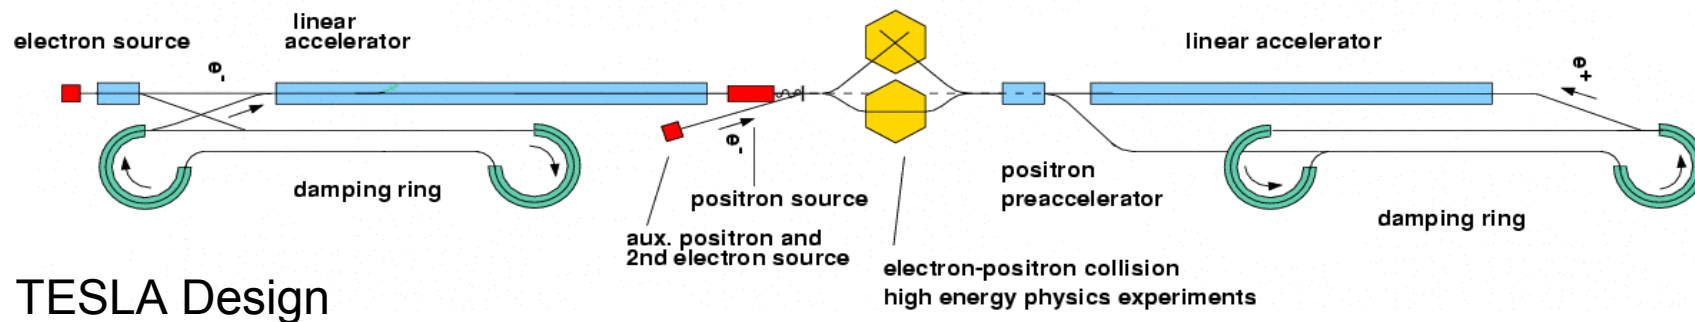 linear
accelerator
electron source
e-
linear accelerator
e+
e-
damping ring
positron source
aux. positron and
2nd electron source
positron
preaccelerator
electron-positron collision
high energy physics experiments
damping ring
TESLA Design